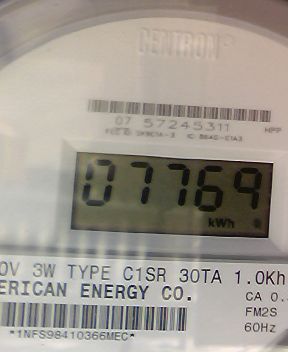 CENTRON
07 57245311
HPP
07769
kWh
0V 3W TYPE C1SR 30TA 1.0Kh
ERICAN ENERGY CO.
CA 0.
FM2S
60Hz
*1NFS98410366MEC*